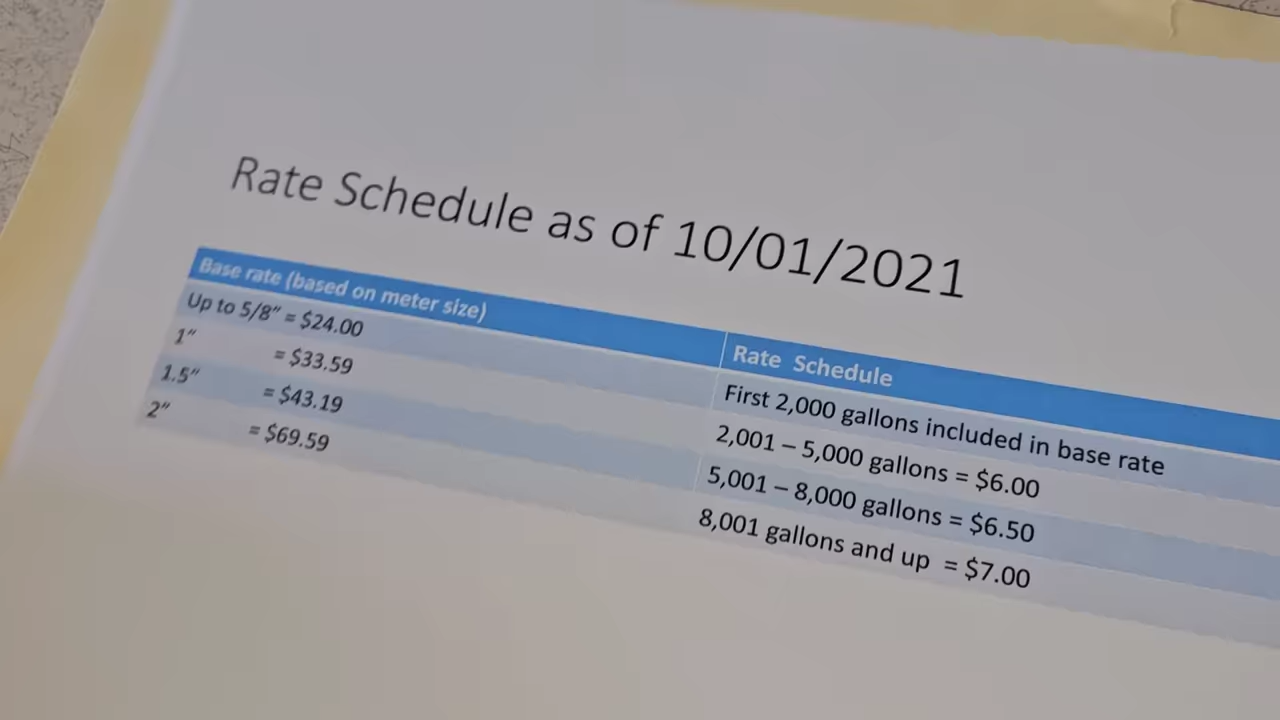 Rate Schedule as of 10/01/2021
Base rate (based on meter size)
Up to 5/8" = $24.00
1" = $33.59
1.5" = $43.19
2" = $69.59
Rate Schedule
First 2,000 gallons included in base rate
2,001 – 5,000 gallons = $6.00
5,001 – 8,000 gallons = $6.50
8,001 gallons and up = $7.00